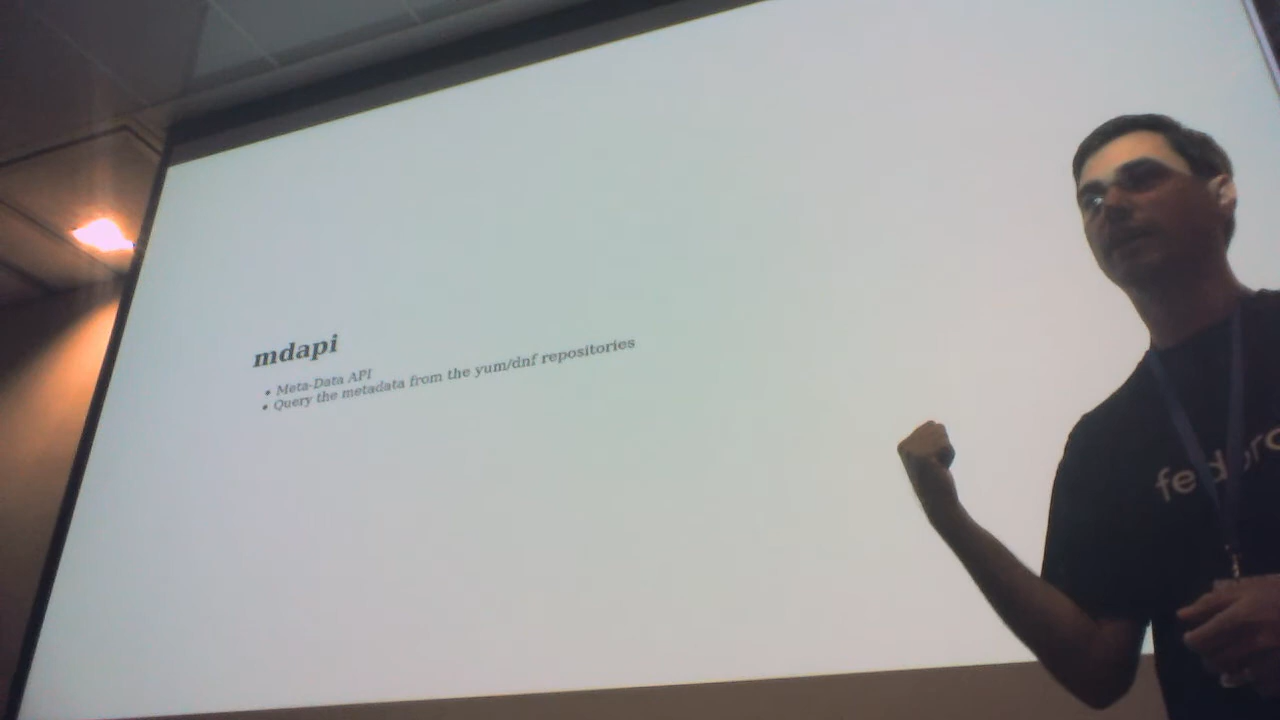 mdapi
• Meta-Data API
• Query the metadata from the yum/dnf repositories
fedora